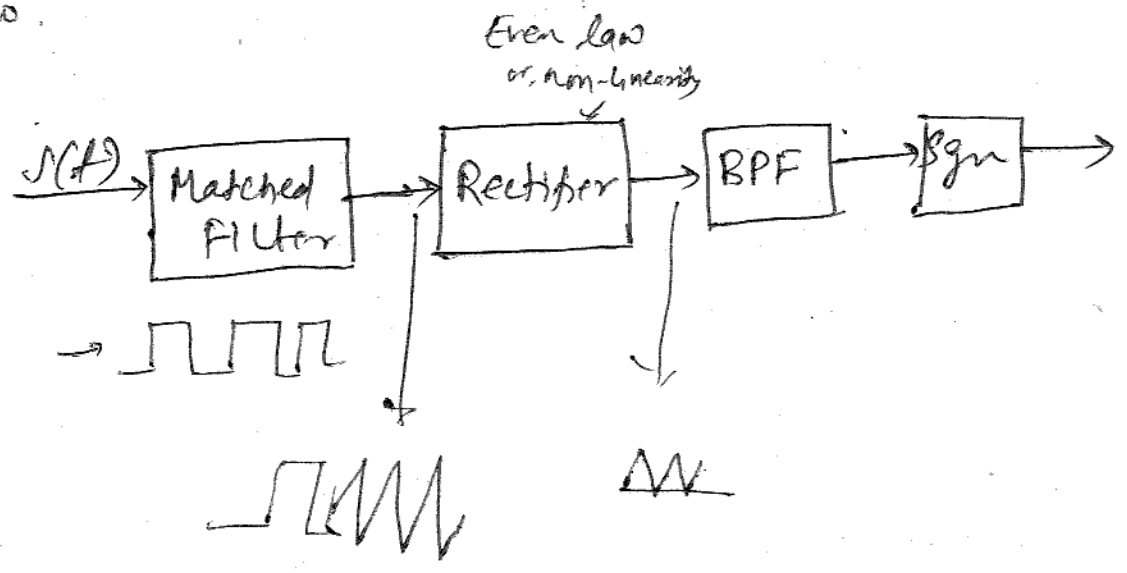 Even law
or, non-linearity
s(t)
Matched
Filter
Rectifier
BPF
sgn